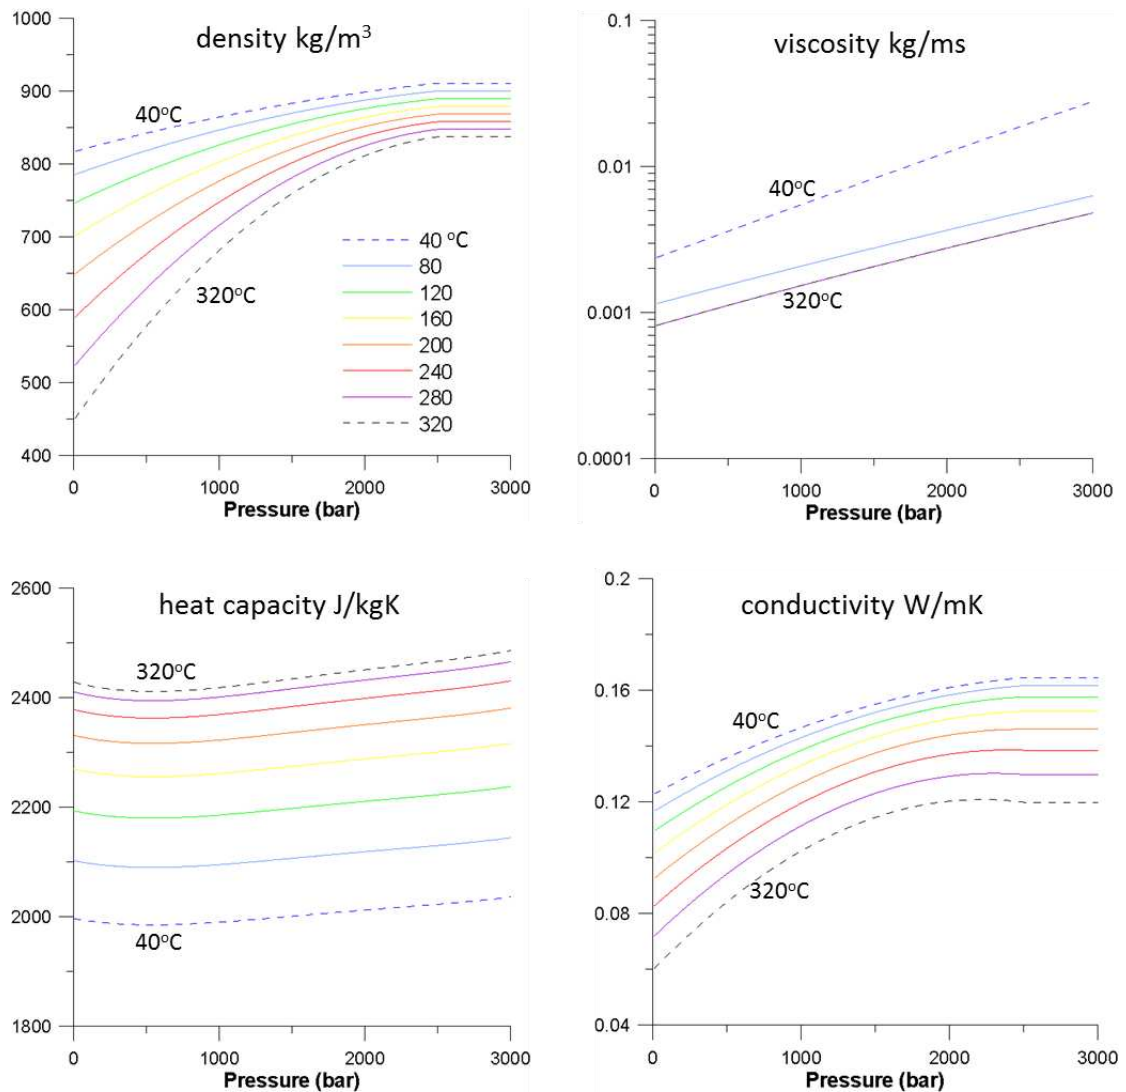 density kg/m³
1000
900
800
700
600
500
400
40°C
320°C
40 °C
80
120
160
200
240
280
320
0
1000
2000
3000
Pressure (bar)
viscosity kg/ms
0.1
0.01
0.001
0.0001
40°C
320°C
0
1000
2000
3000
Pressure (bar)
heat capacity J/kgK
2600
2400
2200
2000
1800
320°C
40°C
0
1000
2000
3000
Pressure (bar)
conductivity W/mK
0.2
0.16
0.12
0.08
0.04
40°C
320°C
0
1000
2000
3000
Pressure (bar)